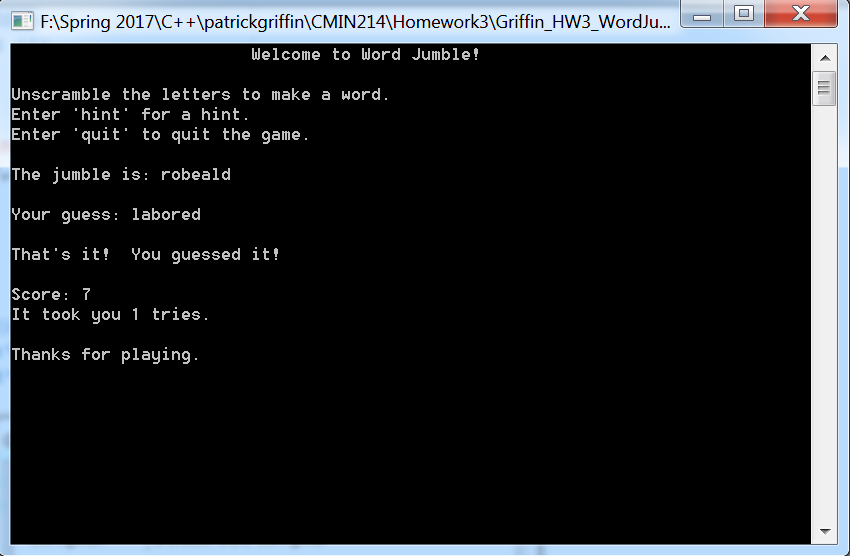 F:\Spring 2017\C++\patrickgriffin\CMIN214\Homework3\Griffin_HW3_WordJu...
Welcome to Word Jumble!
Unscramble the letters to make a word.
Enter 'hint' for a hint.
Enter 'quit' to quit the game.
The jumble is: robeald
Your guess: labored
That's it!  You guessed it!
Score: 7
It took you 1 tries.
Thanks for playing.